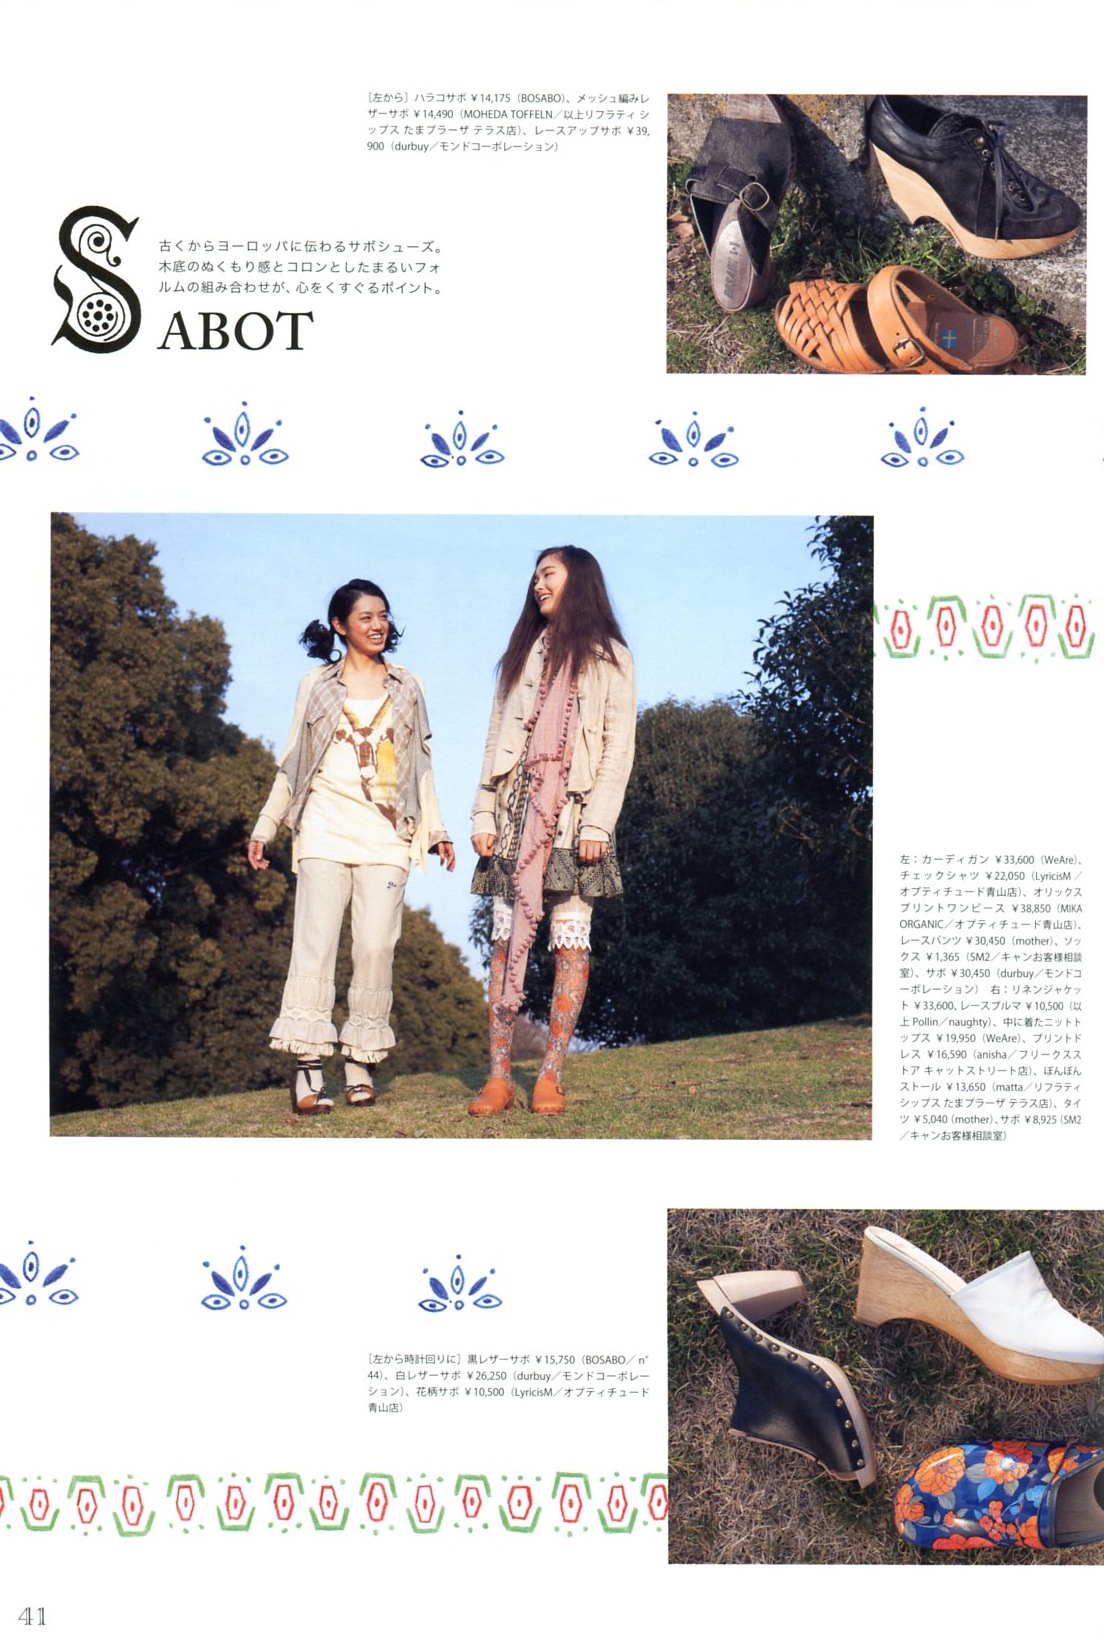 ［左から］ハラコサボ ￥14,175（BOSABO）、メッシュ編みレ
ザーサボ ￥14,490（MOHEDA TOFFELN／以上リフラティ シ
ップス たまプラーザ テラス店）、レースアップサボ ￥39,
900（durbuy／モンドコーポレーション）
古くからヨーロッパに伝わるサボシューズ。
木底のぬくもり感とコロンとしたまるいフォ
ルムの組み合わせが、心をくすぐるポイント。
SABOT
左：カーディガン ￥33,600（WeAre）、
チェックシャツ ￥22,050（LyricisM／
オプティチュード青山店）、オリックス
プリントワンピース ￥38,850（MIKA
ORGANIC／オプティチュード青山店）、
レースパンツ ￥30,450（mother）、ソッ
クス ￥1,365（SM2／キャンお客様相談
室）、サボ ￥30,450（durbuy／モンドコ
ーポレーション）　右：リネンジャケッ
ト ￥33,600、レースブルマ ￥10,500（以
上 Pollin／naughty）、中に着たニットト
ップス ￥19,950（WeAre）、プリントド
レス ￥16,590（anisha／フリークスス
トア キャットストリート店）、ぽんぽん
ストール ￥13,650（matta／リフラティ
シップス たまプラーザ テラス店）、タイ
ツ ￥5,040（mother）、サボ ￥8,925（SM2
／キャンお客様相談室）
［左から時計回りに］黒レザーサボ ￥15,750（BOSABO／n°
44）、白レザーサボ ￥26,250（durbuy／モンドコーポレー
ション）、花柄サボ ￥10,500（LyricisM／オプティチュード
青山店）
41